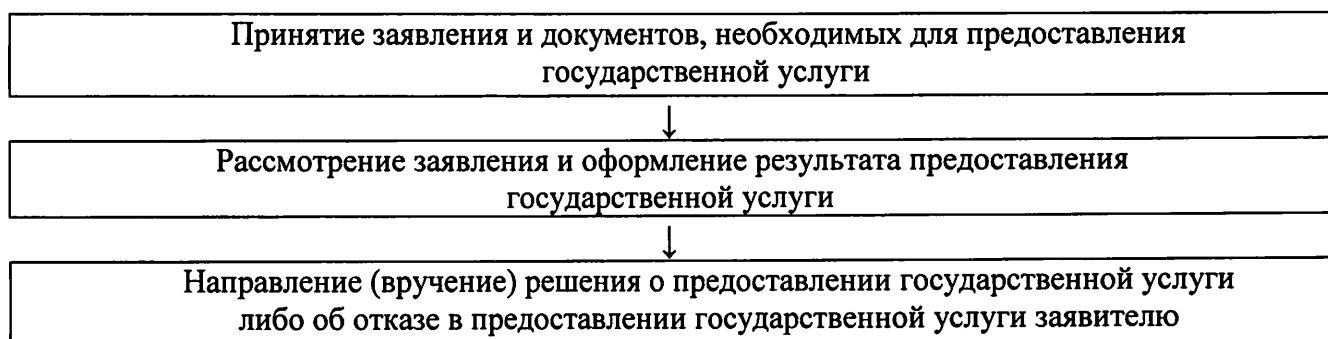 Принятие заявления и документов, необходимых для предоставления
государственной услуги
↓
Рассмотрение заявления и оформление результата предоставления
государственной услуги
↓
Направление (вручение) решения о предоставлении государственной услуги
либо об отказе в предоставлении государственной услуги заявителю